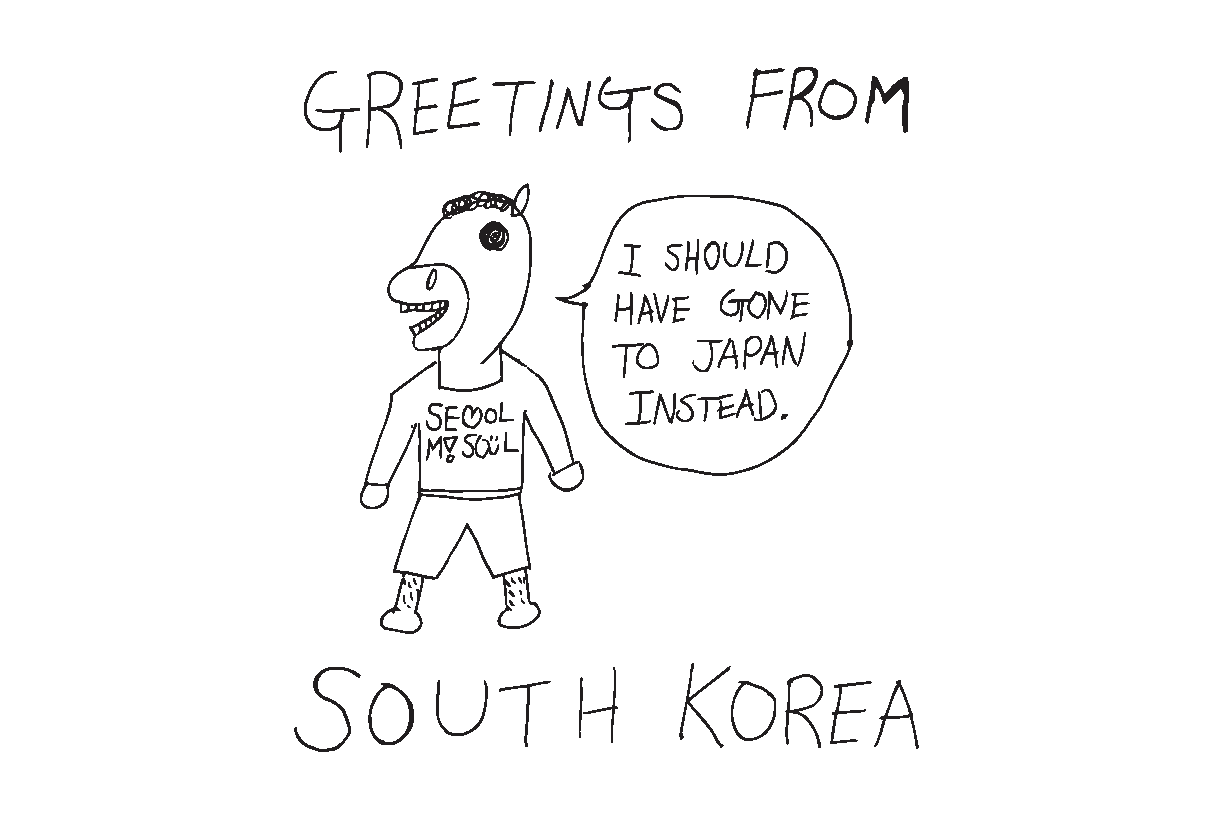 GREETINGS FROM
I SHOULD
HAVE GONE
TO JAPAN
INSTEAD.
SEOUL
MY SOUL
SOUTH KOREA